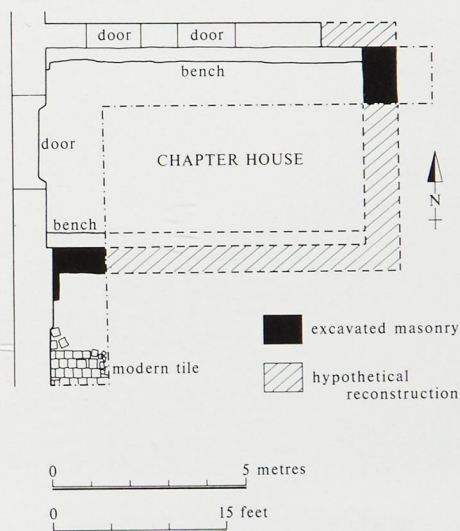 door door
bench
door
CHAPTER HOUSE
N
bench
excavated masonry
modern tile
hypothetical
reconstruction
0 5 metres
0 15 feet